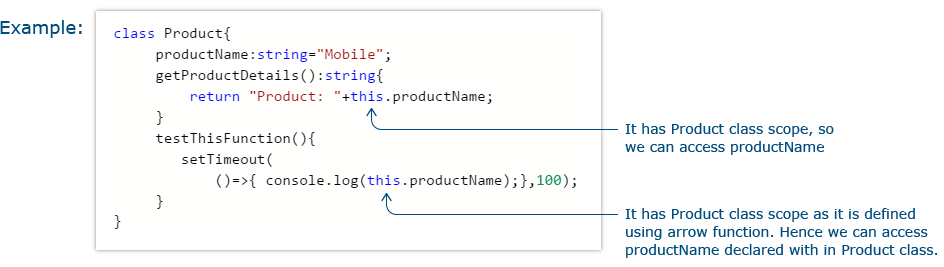 Example:
class Product{
productName:string="Mobile";
getProductDetails():string{
return "Product: "+this.productName;
}
testThisFunction(){
setTimeout(
()=>{ console.log(this.productName);},100);
}
}
It has Product class scope, so
we can access productName
It has Product class scope as it is defined
using arrow function. Hence we can access
productName declared with in Product class.